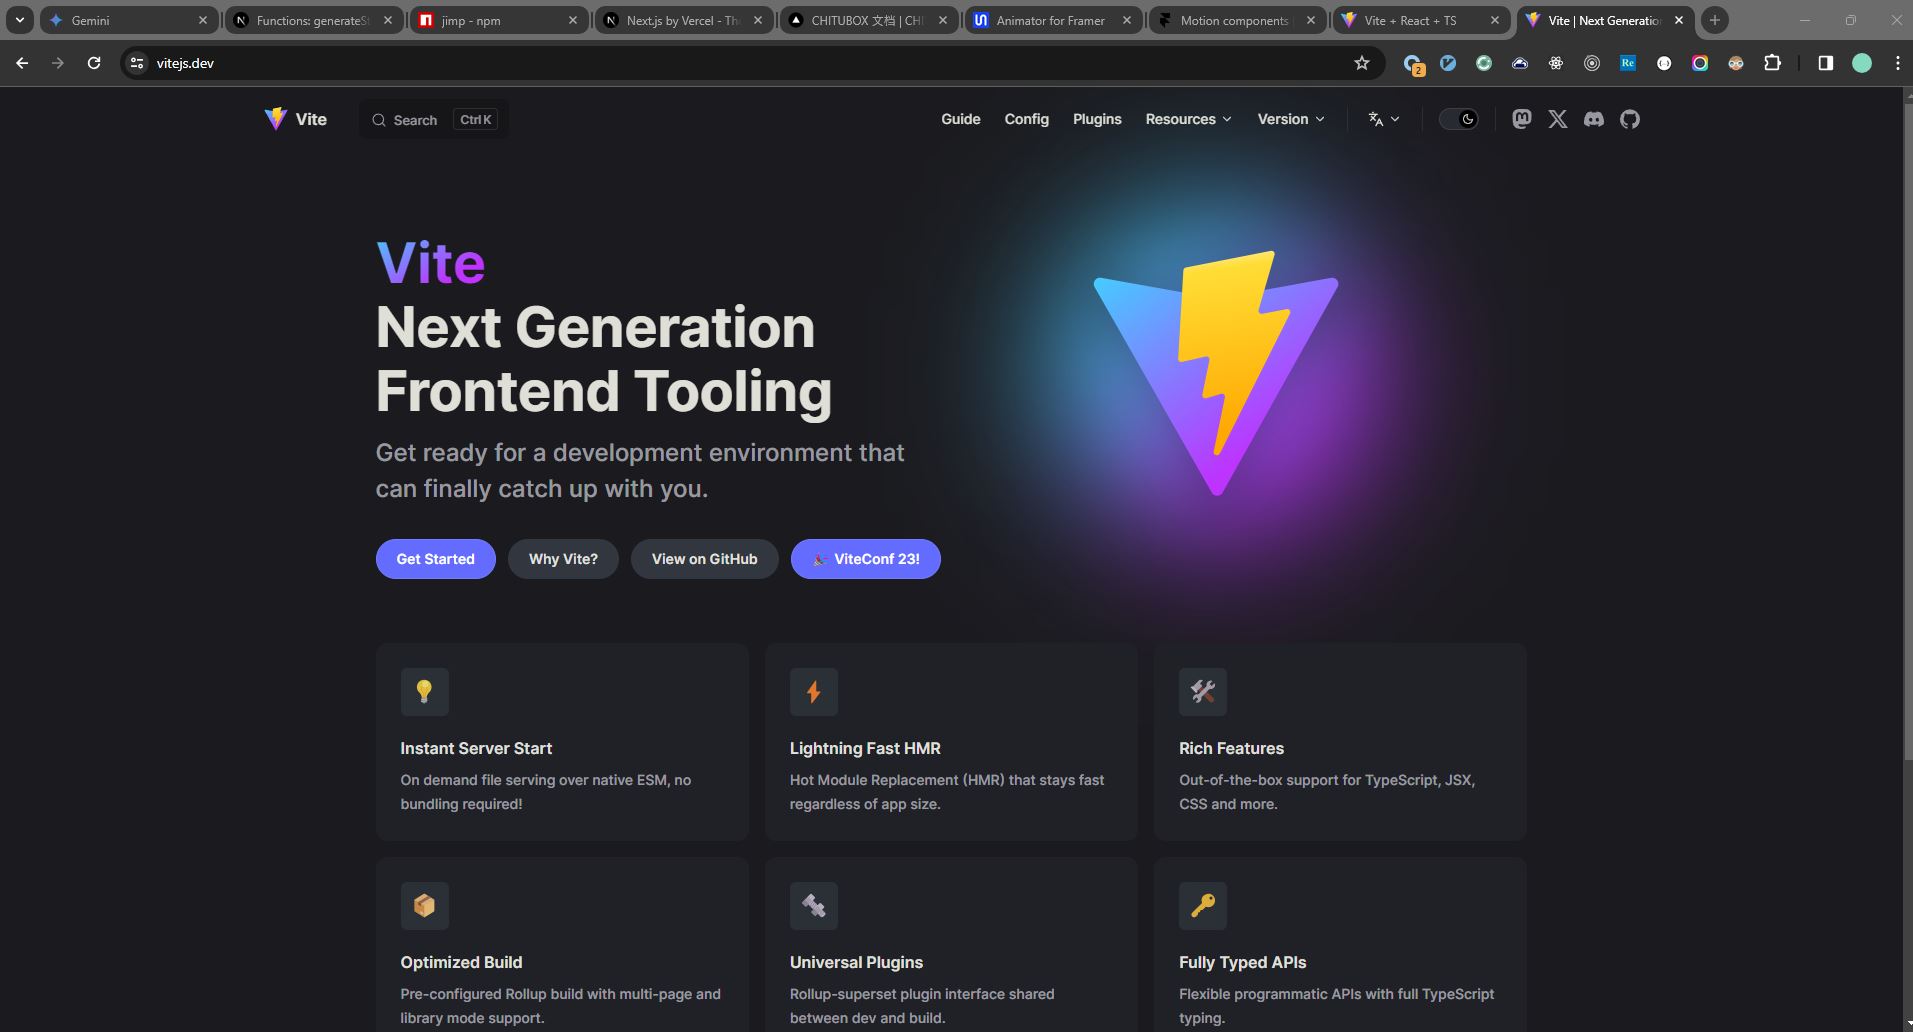 Gemini
Functions: generateSt
jimp - npm
Next.js by Vercel - The
CHITUBOX 文档 | CHI
Animator for Framer
Motion components
Vite + React + TS
Vite | Next Generation
vitejs.dev
2
Re
Vite
Search
Ctrl K
Guide
Config
Plugins
Resources
Version
Vite
Next Generation
Frontend Tooling
Get ready for a development environment that
can finally catch up with you.
Get Started
Why Vite?
View on GitHub
🎉 ViteConf 23!
Instant Server Start
On demand file serving over native ESM, no
bundling required!
Lightning Fast HMR
Hot Module Replacement (HMR) that stays fast
regardless of app size.
Rich Features
Out-of-the-box support for TypeScript, JSX,
CSS and more.
Optimized Build
Pre-configured Rollup build with multi-page and
library mode support.
Universal Plugins
Rollup-superset plugin interface shared
between dev and build.
Fully Typed APIs
Flexible programmatic APIs with full TypeScript
typing.